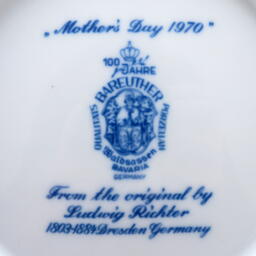 „Mother's Day 1970"
100 JAHRE
BAREUTHER
QUALITÄTS PORZELLAN
Waldsassen
BAVARIA
GERMANY
From the original by
Ludwig Richter
1803-1884 Dresden Germany